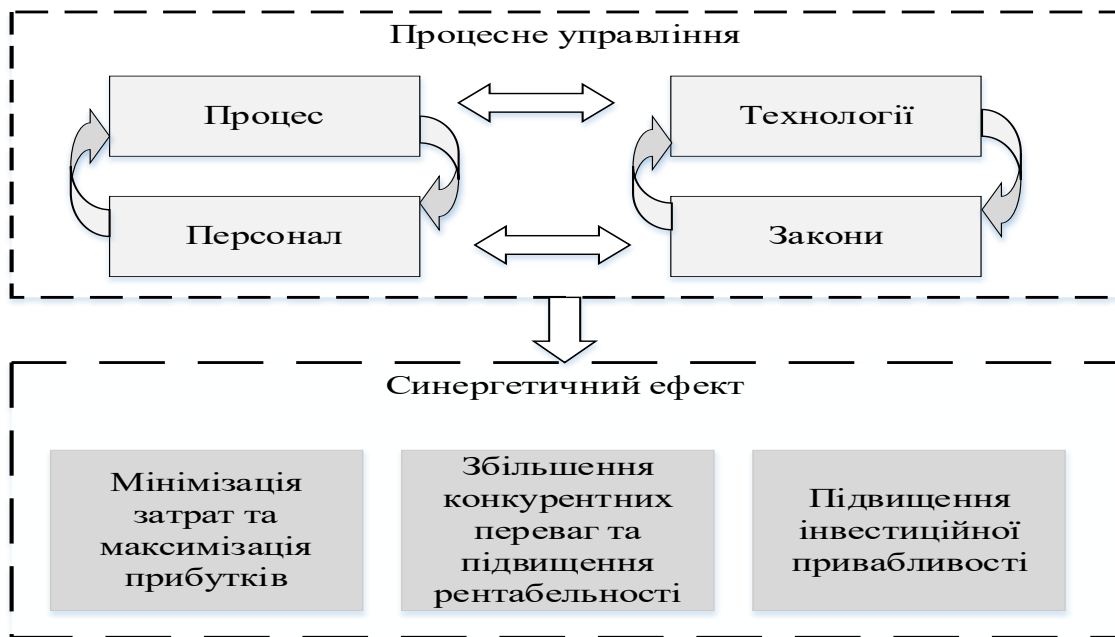 Процесне управління
Процес
Технології
Персонал
Закони
Синергетичний ефект
Мінімізація
затрат та
максимізація
прибутків
Збільшення
конкурентних
переваг та
підвищення
рентабельності
Підвищення
інвестиційної
привабливості